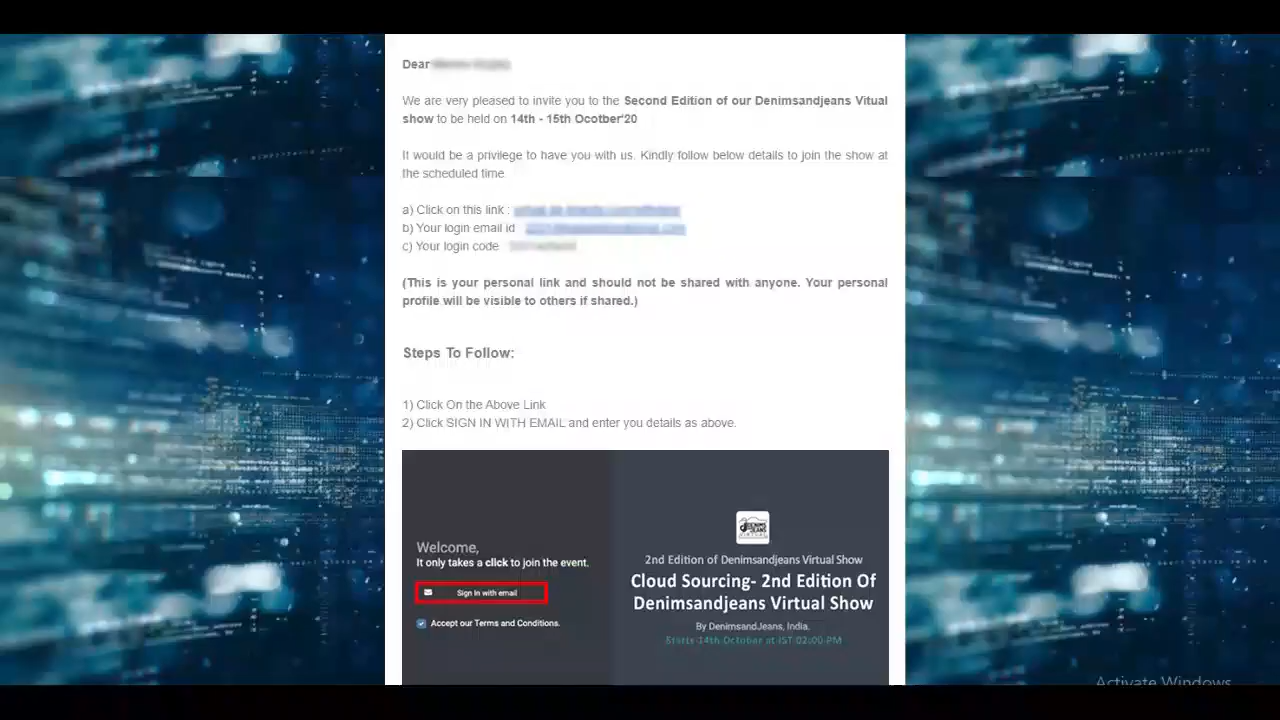 Dear
We are very pleased to invite you to the Second Edition of our Denimsandjeans Vitual
show to be held on 14th - 15th Ocotber'20
It would be a privilege to have you with us. Kindly follow below details to join the show at
the scheduled time
a) Click on this link :
b) Your login email id
c) Your login code
(This is your personal link and should not be shared with anyone. Your personal
profile will be visible to others if shared.)
Steps To Follow:
1) Click On the Above Link
2) Click SIGN IN WITH EMAIL and enter you details as above.
Welcome,
It only takes a click to join the event.
Sign in with email
Accept our Terms and Conditions.
DENIMS
JEANS
VIRTUAL
2nd Edition of Denimsandjeans Virtual Show
Cloud Sourcing- 2nd Edition Of
Denimsandjeans Virtual Show
By DenimsandJeans, India.
Starts 14th October at IST 02:00 PM
Activate Windows